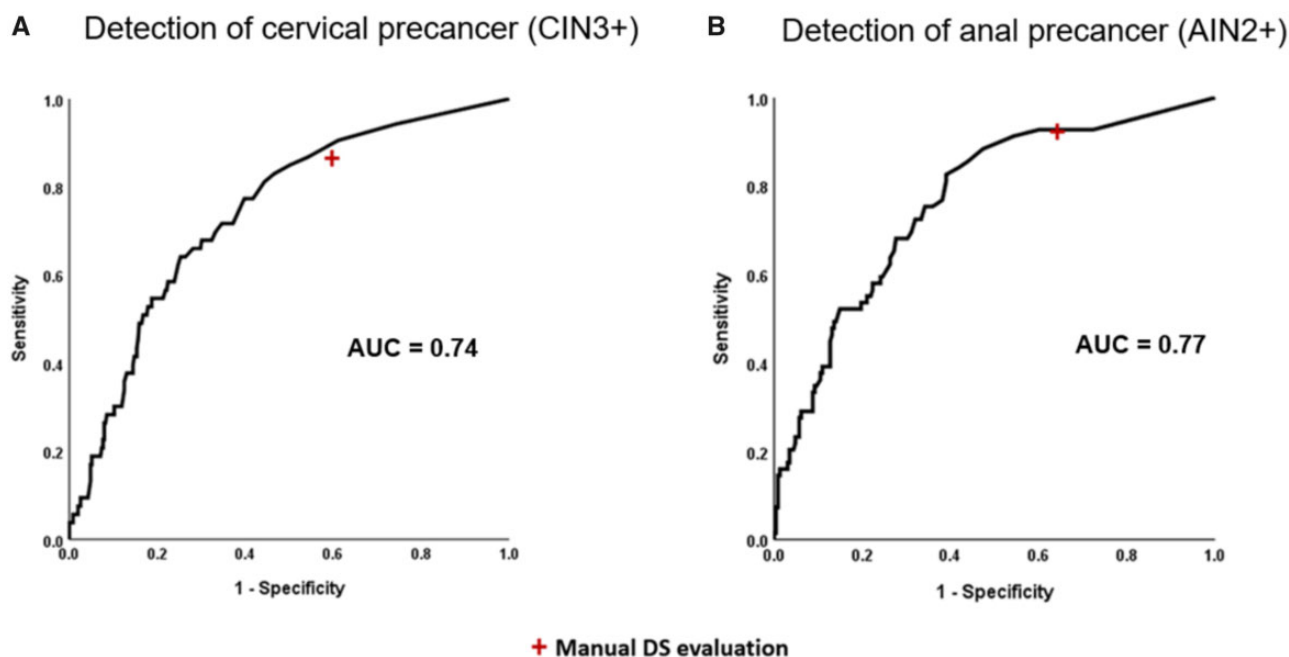 A Detection of cervical precancer (CIN3+)
1.0
0.8
0.6
0.4
0.2
0.0
Sensitivity
AUC = 0.74
0.0 0.2 0.4 0.6 0.8 1.0
1 - Specificity
B Detection of anal precancer (AIN2+)
1.0
0.8
0.6
0.4
0.2
0.0
Sensitivity
AUC = 0.77
0.0 0.2 0.4 0.6 0.8 1.0
1 - Specificity
+ Manual DS evaluation